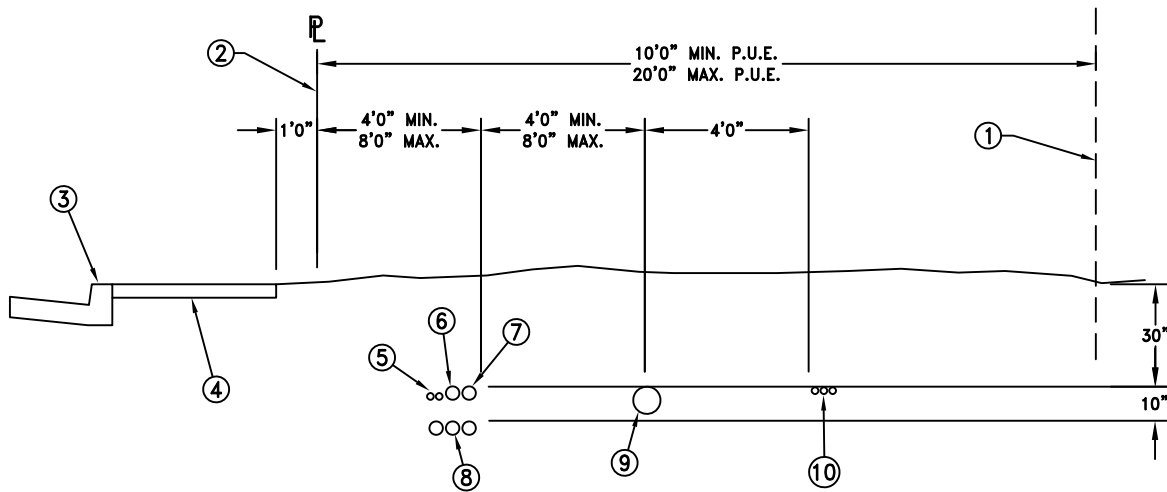 PL
②
10'0" MIN. P.U.E.
20'0" MAX. P.U.E.
1'0"
4'0" MIN.
8'0" MAX.
4'0" MIN.
8'0" MAX.
4'0"
①
③
④
⑤
⑥
⑦
⑧
⑨
⑩
30"
10"